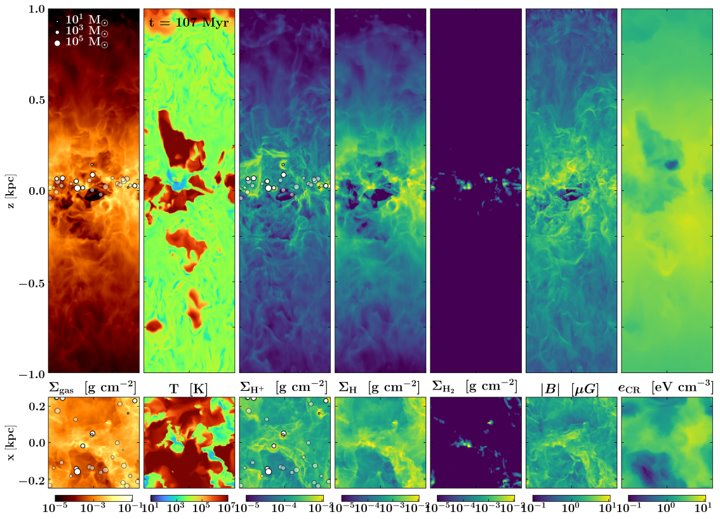 1.0
10¹ M⊙
10³ M⊙
10⁵ M⊙
t = 107 Myr
0.5
z [kpc]
0.0
−0.5
−1.0
Σgas [g cm⁻²] T [K] ΣH⁺ [g cm⁻²] ΣH [g cm⁻²] ΣH₂ [g cm⁻²] |B| [μG] eCR [eV cm⁻³]
0.2
x [kpc]
0.0
−0.2
10⁻⁵ 10⁻³ 10⁻¹ 10¹ 10³ 10⁵ 10⁷ 10⁻⁵ 10⁻⁴ 10⁻³ 10⁻⁵ 10⁻⁴ 10⁻³ 10⁻² 10⁻⁵ 10⁻⁴ 10⁻³ 10⁻² 10⁻¹ 10⁰ 10¹ 10⁻¹ 10⁰ 10¹